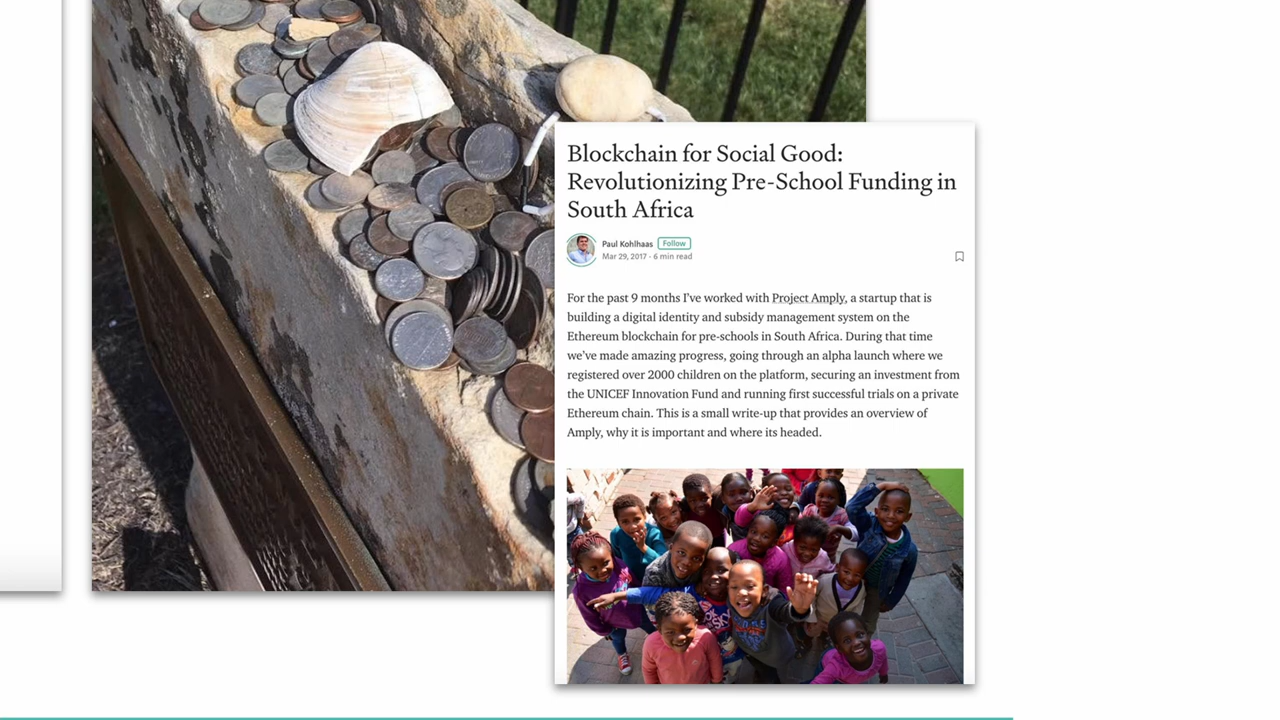 Blockchain for Social Good:
Revolutionizing Pre-School Funding in
South Africa
Paul Kohlhaas Follow
Mar 29, 2017 · 6 min read
For the past 9 months I've worked with Project Amply, a startup that is
building a digital identity and subsidy management system on the
Ethereum blockchain for pre-schools in South Africa. During that time
we've made amazing progress, going through an alpha launch where we
registered over 2000 children on the platform, securing an investment from
the UNICEF Innovation Fund and running first successful trials on a private
Ethereum chain. This is a small write-up that provides an overview of
Amply, why it is important and where its headed.